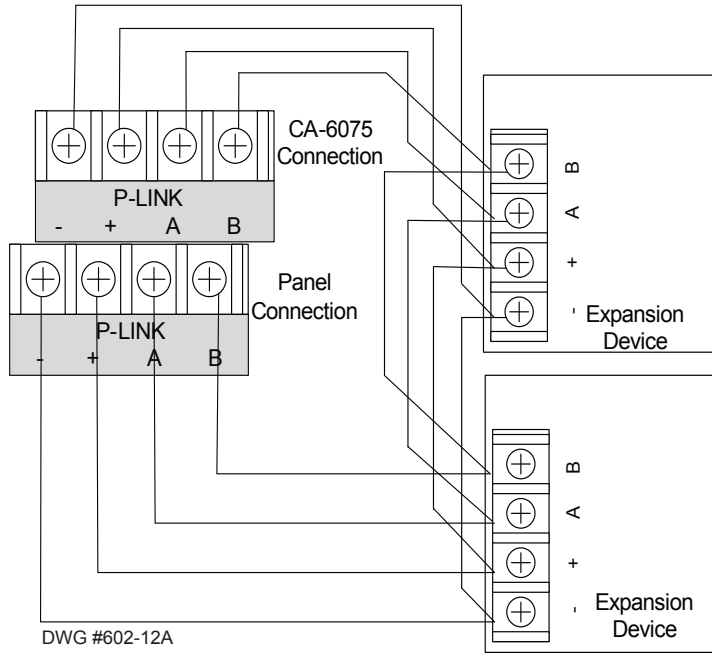 CA-6075
Connection
P-LINK
- + A B
Panel
Connection
P-LINK
- + A B
B
A
+
-
Expansion
Device
B
A
+
-
Expansion
Device
DWG #602-12A